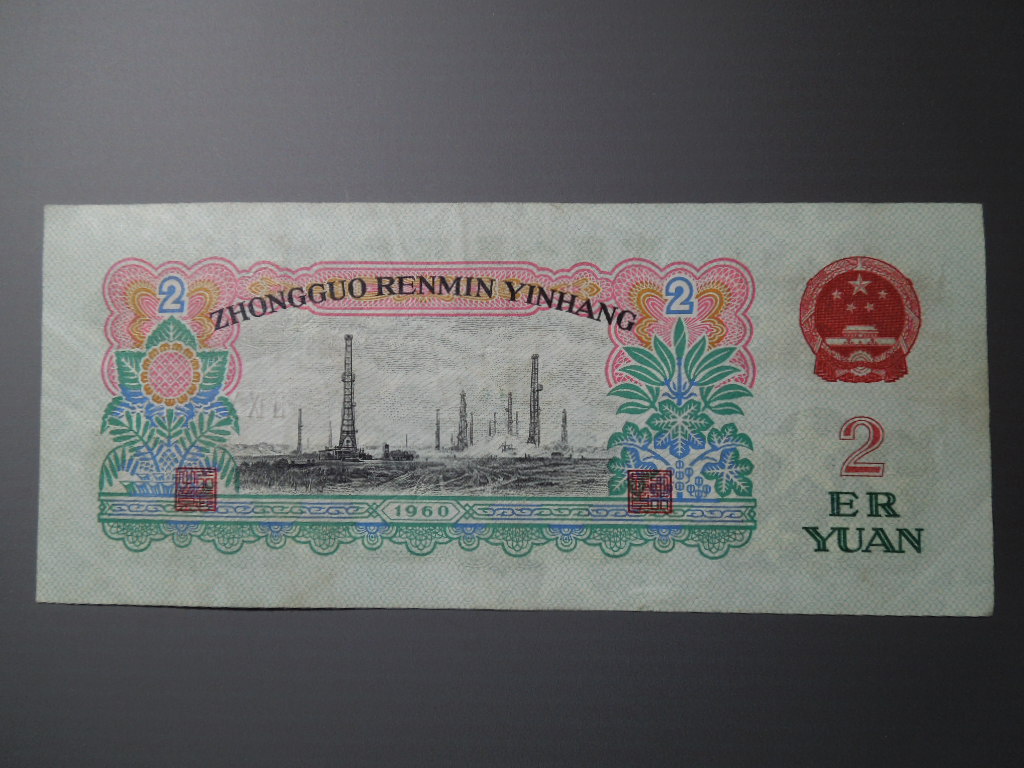 2
ZHONGGUO RENMIN YINHANG
2
1960
2
ER
YUAN